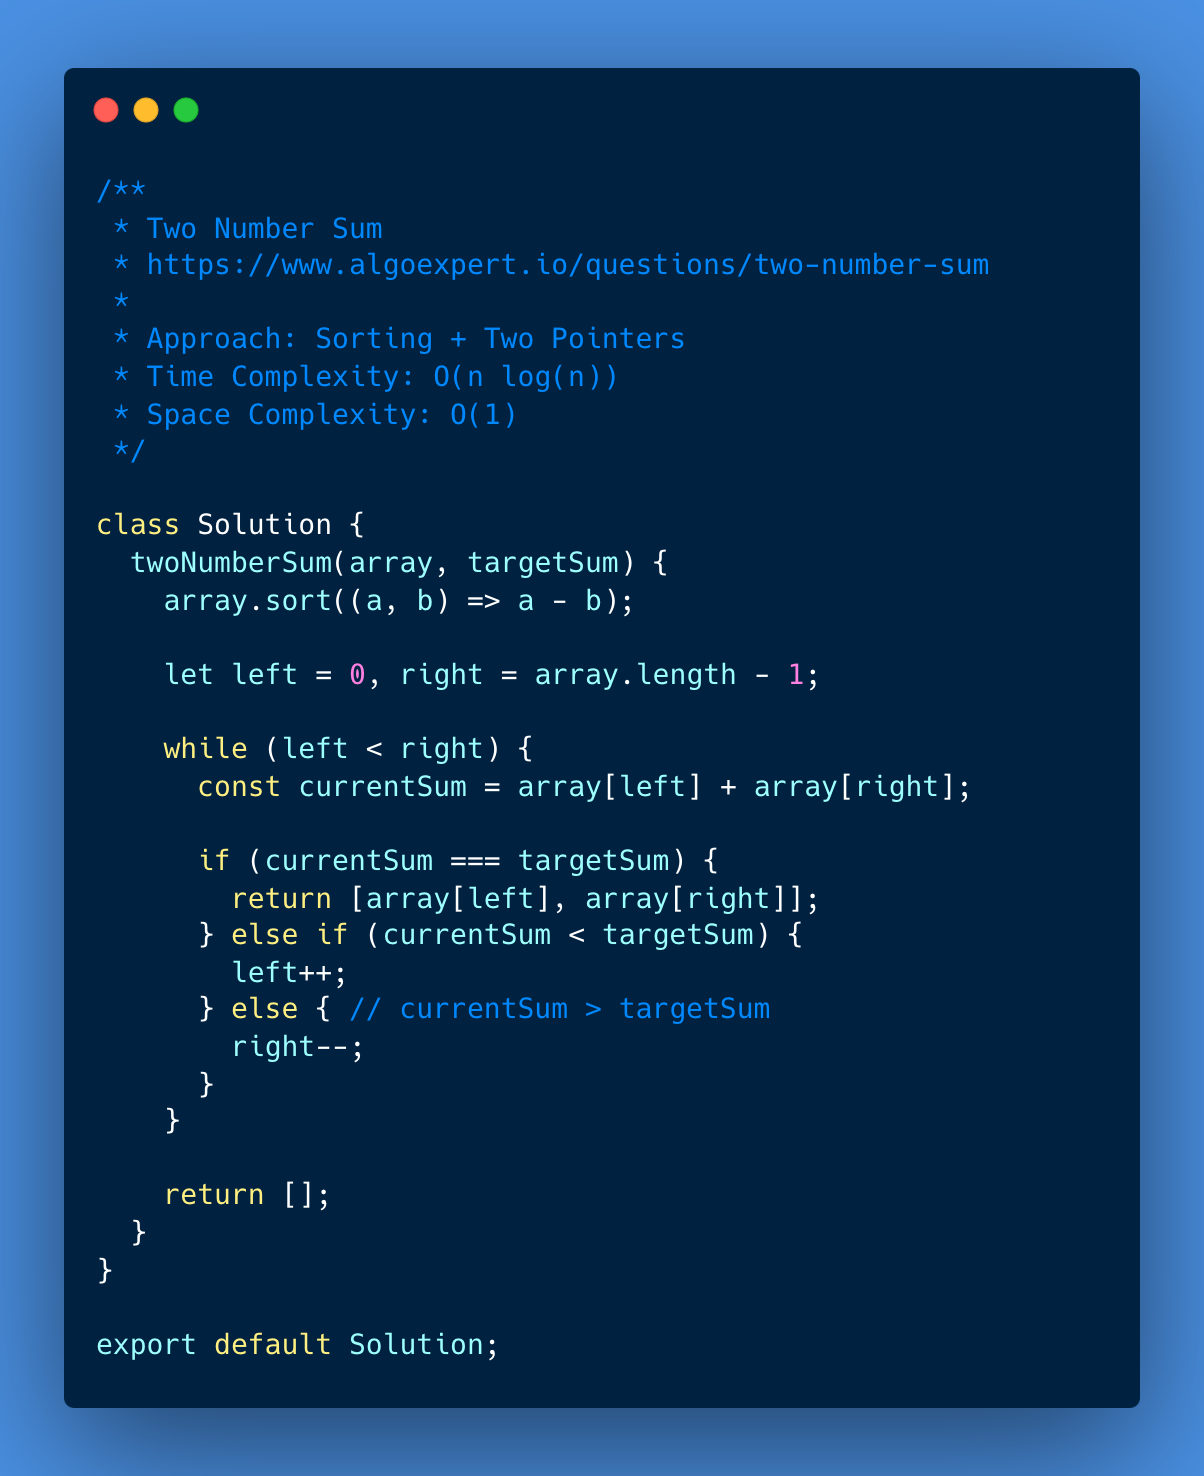 /**
 * Two Number Sum
 * https://www.algoexpert.io/questions/two-number-sum
 *
 * Approach: Sorting + Two Pointers
 * Time Complexity: O(n log(n))
 * Space Complexity: O(1)
 */

class Solution {
  twoNumberSum(array, targetSum) {
    array.sort((a, b) => a - b);

    let left = 0, right = array.length - 1;

    while (left < right) {
      const currentSum = array[left] + array[right];

      if (currentSum === targetSum) {
        return [array[left], array[right]];
      } else if (currentSum < targetSum) {
        left++;
      } else { // currentSum > targetSum
        right--;
      }
    }

    return [];
  }
}

export default Solution;